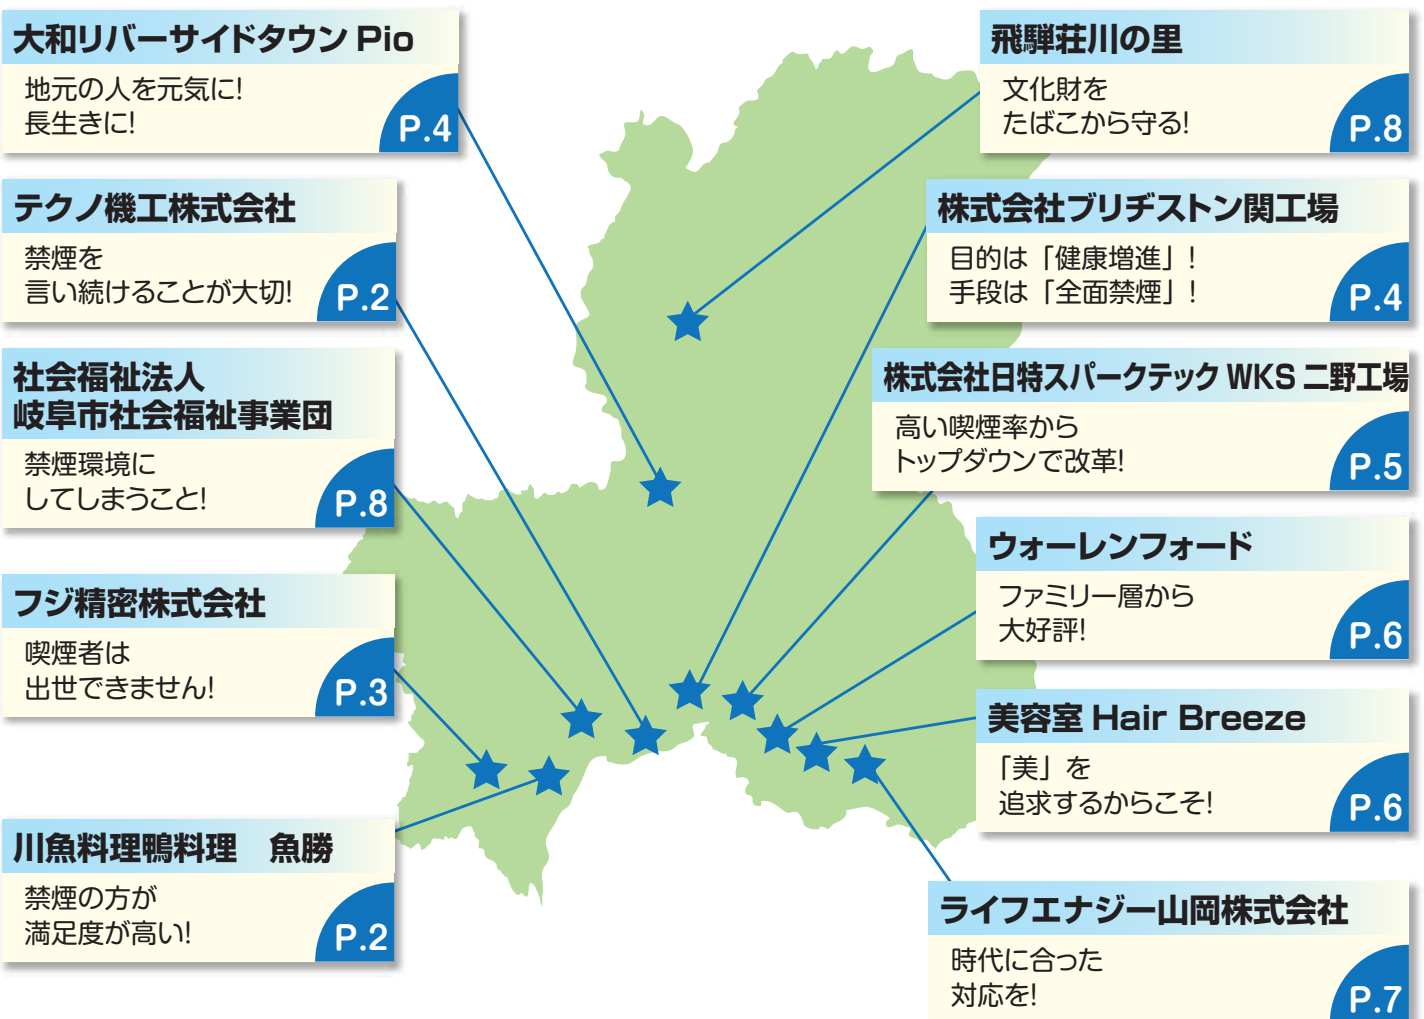 大和リバーサイドタウン Pio
地元の人を元気に!
長生きに!
P.4
テクノ機工株式会社
禁煙を
言い続けることが大切!
P.2
社会福祉法人
岐阜市社会福祉事業団
禁煙環境に
してしまうこと!
P.8
フジ精密株式会社
喫煙者は
出世できません!
P.3
川魚料理鴨料理　魚勝
禁煙の方が
満足度が高い!
P.2
飛騨荘川の里
文化財を
たばこから守る!
P.8
株式会社ブリヂストン関工場
目的は「健康増進」!
手段は「全面禁煙」!
P.4
株式会社日特スパークテック WKS 二野工場
高い喫煙率から
トップダウンで改革!
P.5
ウォーレンフォード
ファミリー層から
大好評!
P.6
美容室 Hair Breeze
「美」を
追求するからこそ!
P.6
ライフエナジー山岡株式会社
時代に合った
対応を!
P.7